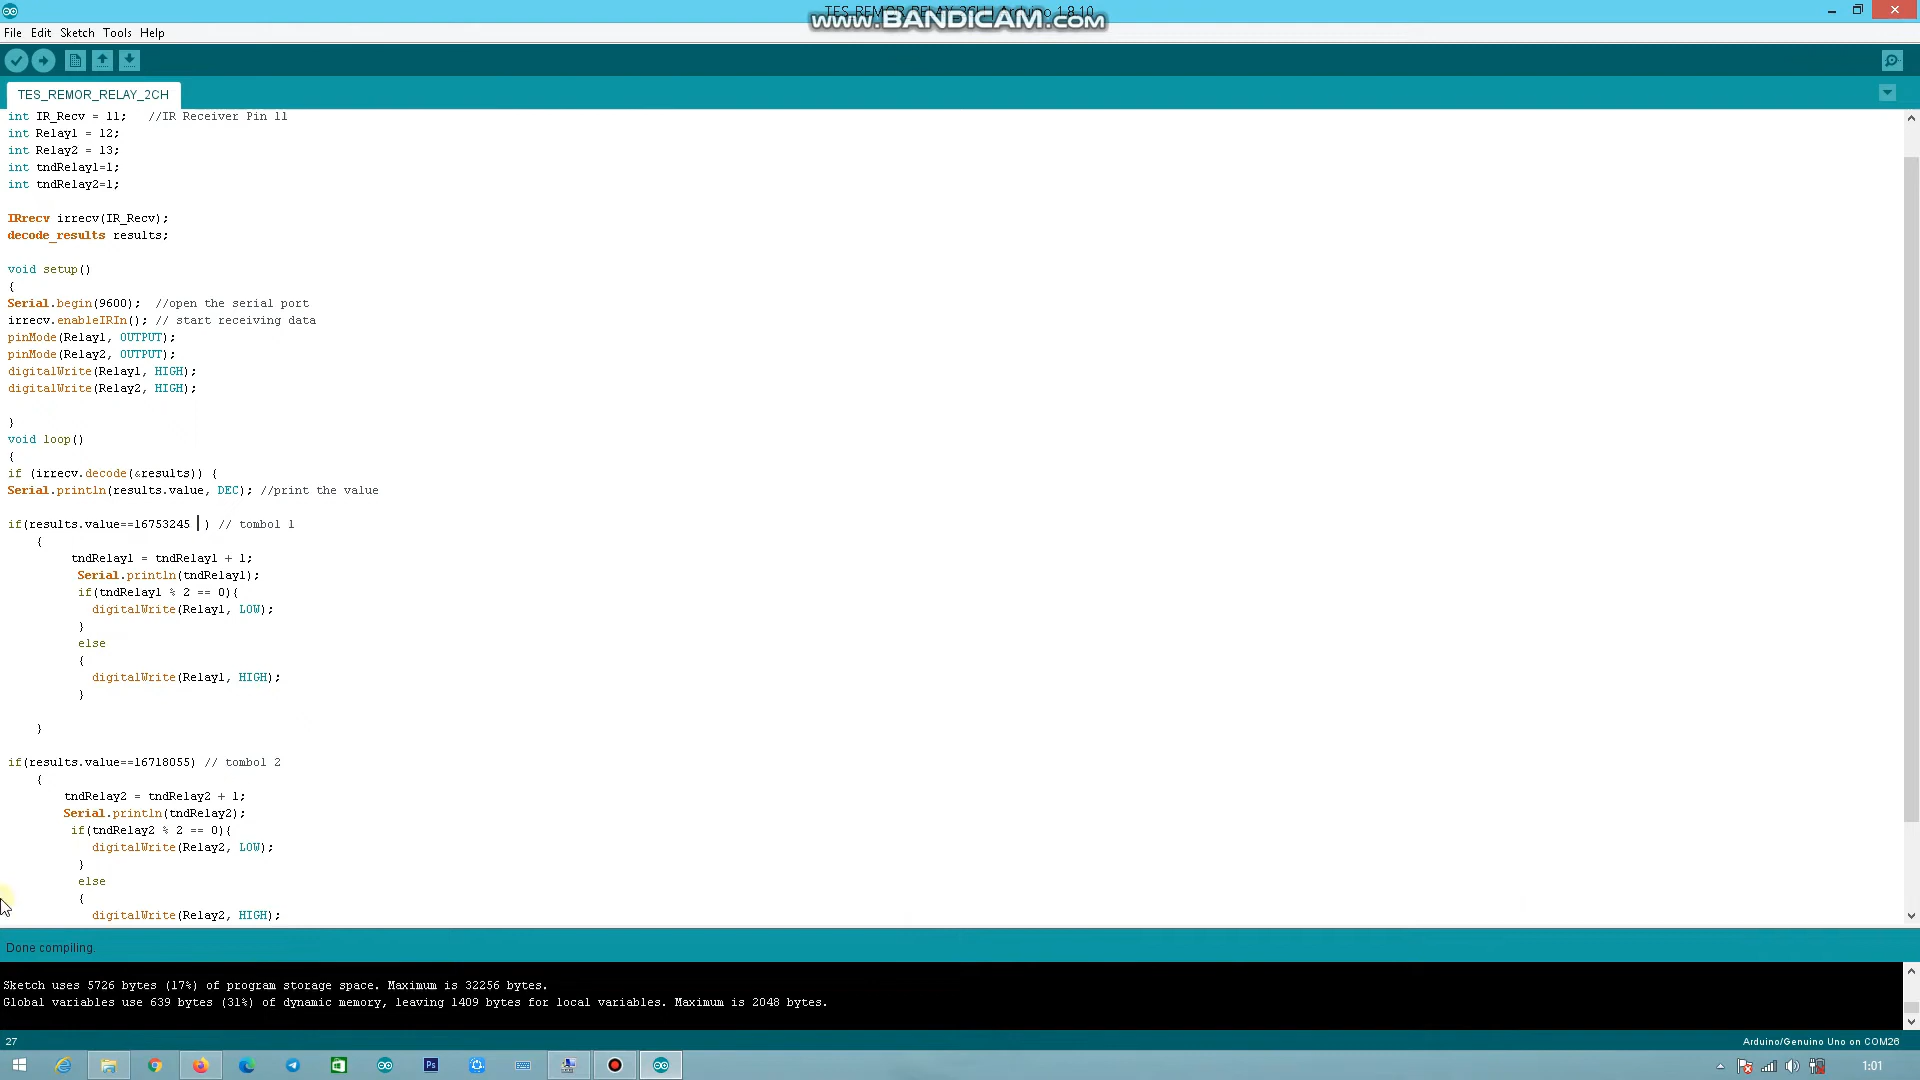 TES_REMOR_RELAY_2CH | Arduino 1.8.10
www.BANDICAM.com
File Edit Sketch Tools Help
TES_REMOR_RELAY_2CH
int IR_Recv = 11;   //IR Receiver Pin 11
int Relay1 = 12;
int Relay2 = 13;
int tndRelay1=1;
int tndRelay2=1;
IRrecv irrecv(IR_Recv);
decode_results results;
void setup()
{
Serial.begin(9600);  //open the serial port
irrecv.enableIRIn(); // start receiving data
pinMode(Relay1, OUTPUT);
pinMode(Relay2, OUTPUT);
digitalWrite(Relay1, HIGH);
digitalWrite(Relay2, HIGH);
}
void loop()
{
if (irrecv.decode(&results)) {
Serial.println(results.value, DEC); //print the value
if(results.value==16753245  ) // tombol 1
{
tndRelay1 = tndRelay1 + 1;
Serial.println(tndRelay1);
if(tndRelay1 % 2 == 0){
digitalWrite(Relay1, LOW);
}
else
{
digitalWrite(Relay1, HIGH);
}
}
if(results.value==16718055) // tombol 2
{
tndRelay2 = tndRelay2 + 1;
Serial.println(tndRelay2);
if(tndRelay2 % 2 == 0){
digitalWrite(Relay2, LOW);
}
else
{
digitalWrite(Relay2, HIGH);
Done compiling.
Sketch uses 5726 bytes (17%) of program storage space. Maximum is 32256 bytes.
Global variables use 639 bytes (31%) of dynamic memory, leaving 1409 bytes for local variables. Maximum is 2048 bytes.
27
Arduino/Genuino Uno on COM26
Ps
1:01